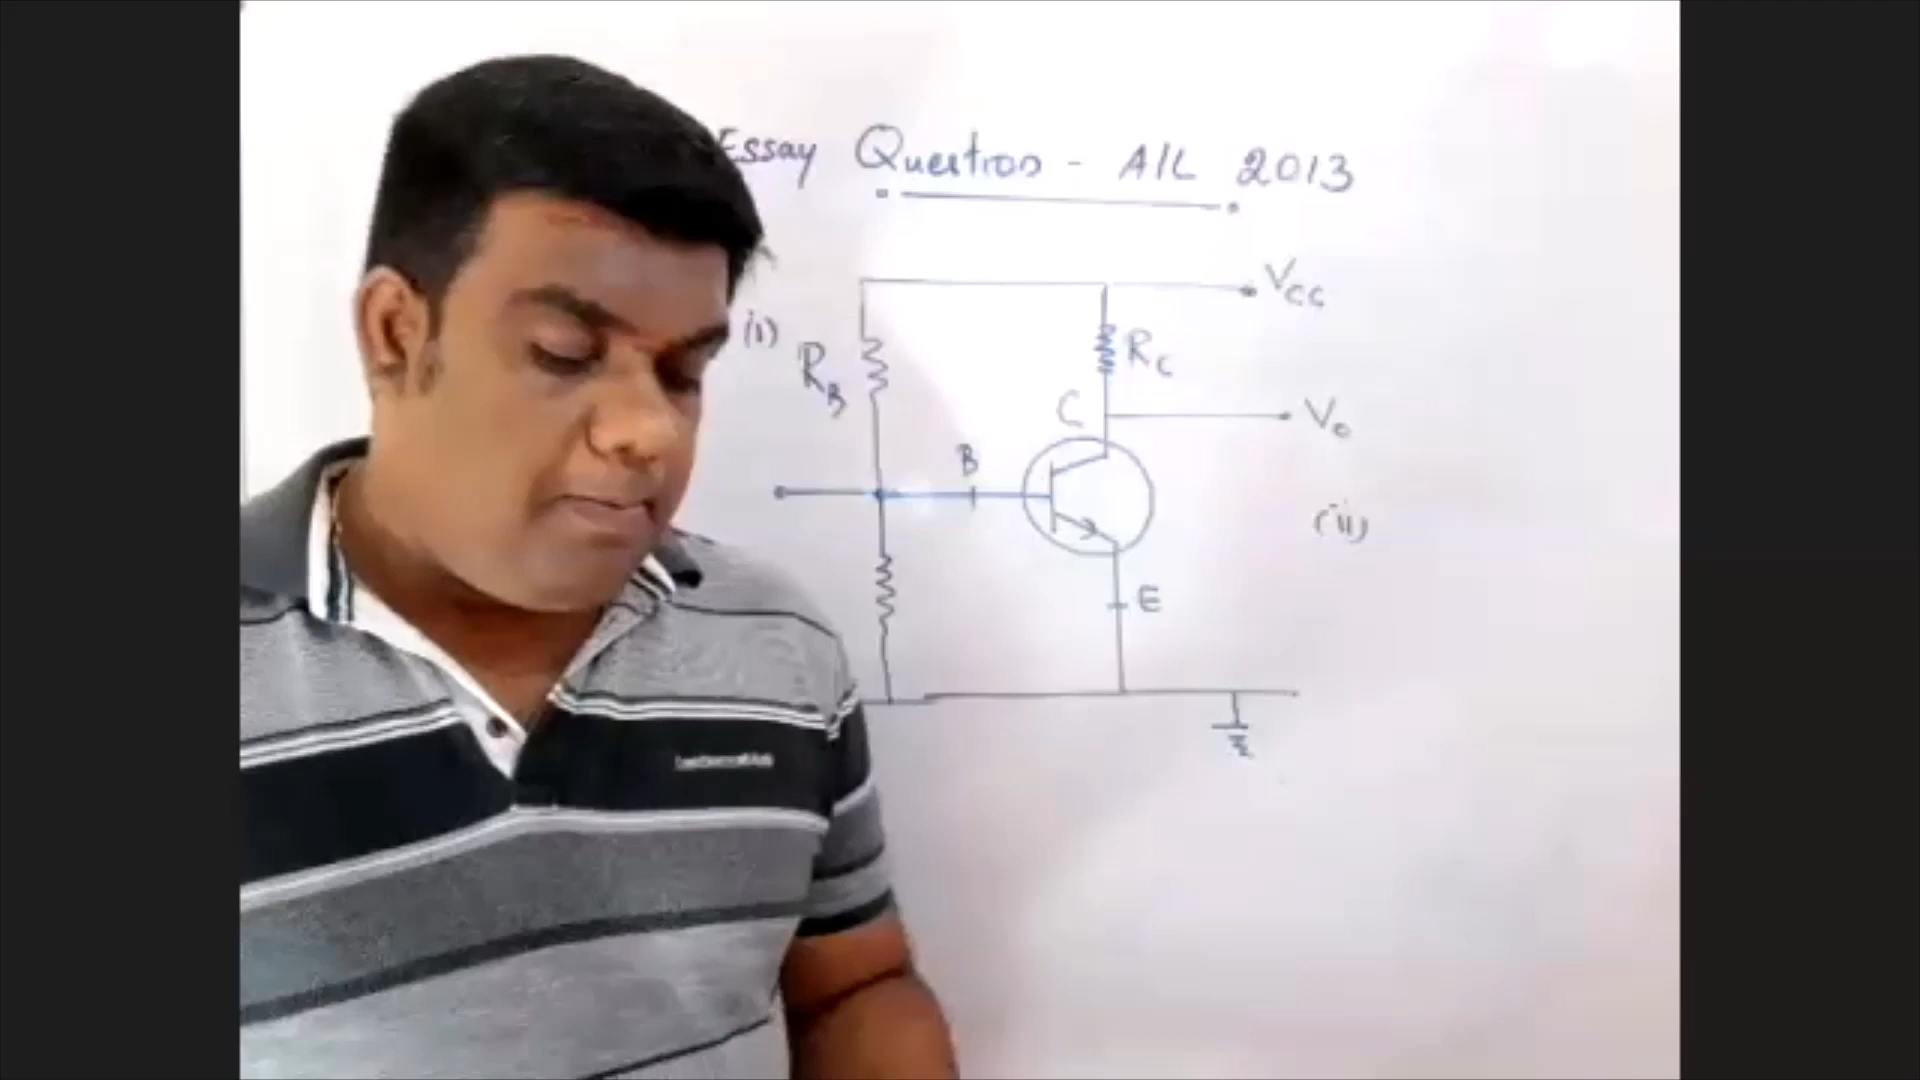 Essay Question - A/L 2013
VCC
(i)
RB
RC
C
Vo
B
(ii)
E